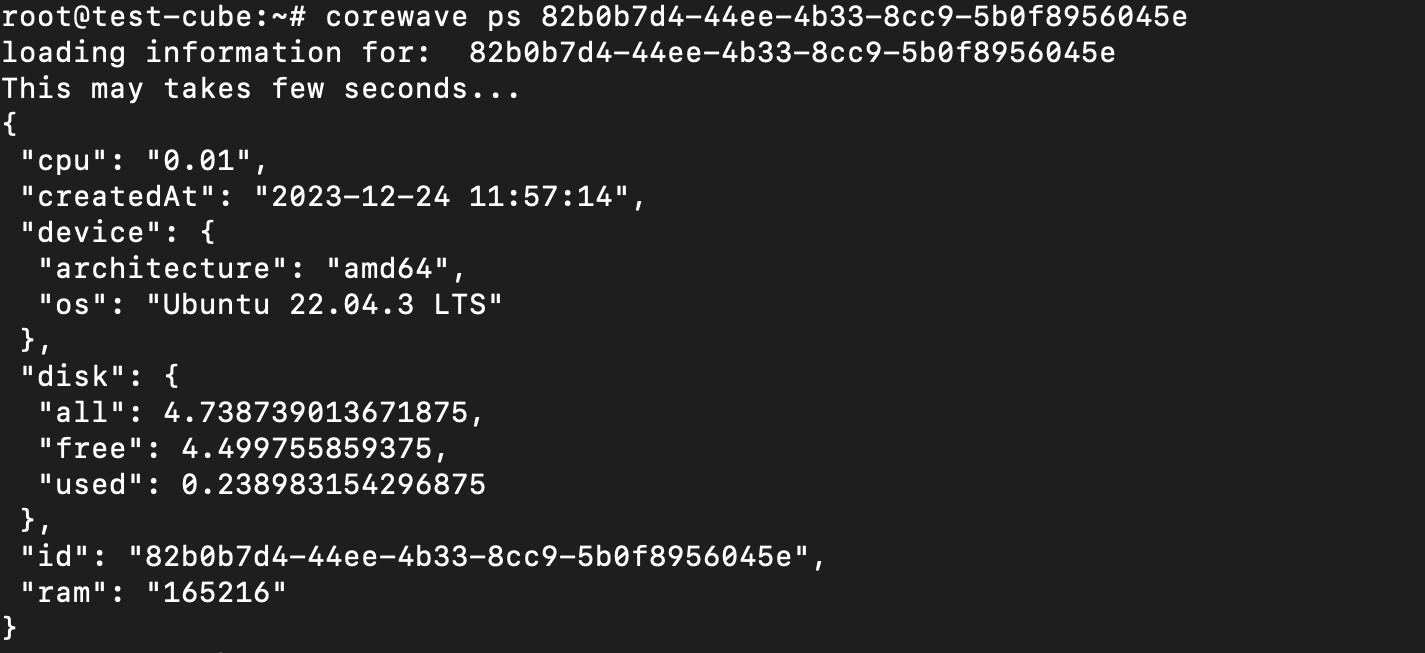 root@test-cube:~# corewave ps 82b0b7d4-44ee-4b33-8cc9-5b0f8956045e
loading information for:  82b0b7d4-44ee-4b33-8cc9-5b0f8956045e
This may takes few seconds...
{
 "cpu": "0.01",
 "createdAt": "2023-12-24 11:57:14",
 "device": {
  "architecture": "amd64",
  "os": "Ubuntu 22.04.3 LTS"
 },
 "disk": {
  "all": 4.738739013671875,
  "free": 4.499755859375,
  "used": 0.238983154296875
 },
 "id": "82b0b7d4-44ee-4b33-8cc9-5b0f8956045e",
 "ram": "165216"
}